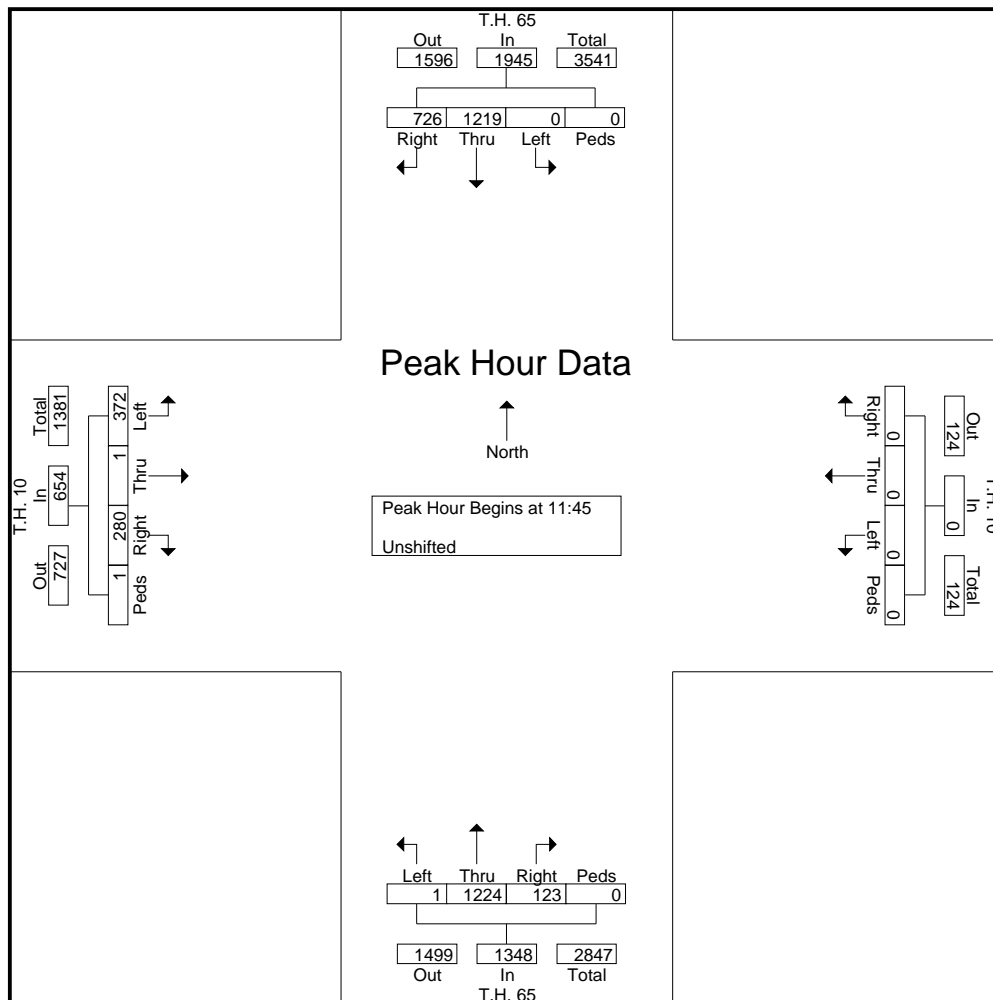 T.H. 65
Out In Total
1596 1945 3541
726 1219 0 0
Right Thru Left Peds
Peak Hour Data
North
Peak Hour Begins at 11:45
Unshifted
T.H. 10
Total In Out
1381 654 727
372 1 280 1
Left Thru Right Peds
Right Thru Left Peds
0 0 0 0
Out In Total
124 0 124
T.H. 10
Left Thru Right Peds
1 1224 123 0
1499 1348 2847
Out In Total
T.H. 65